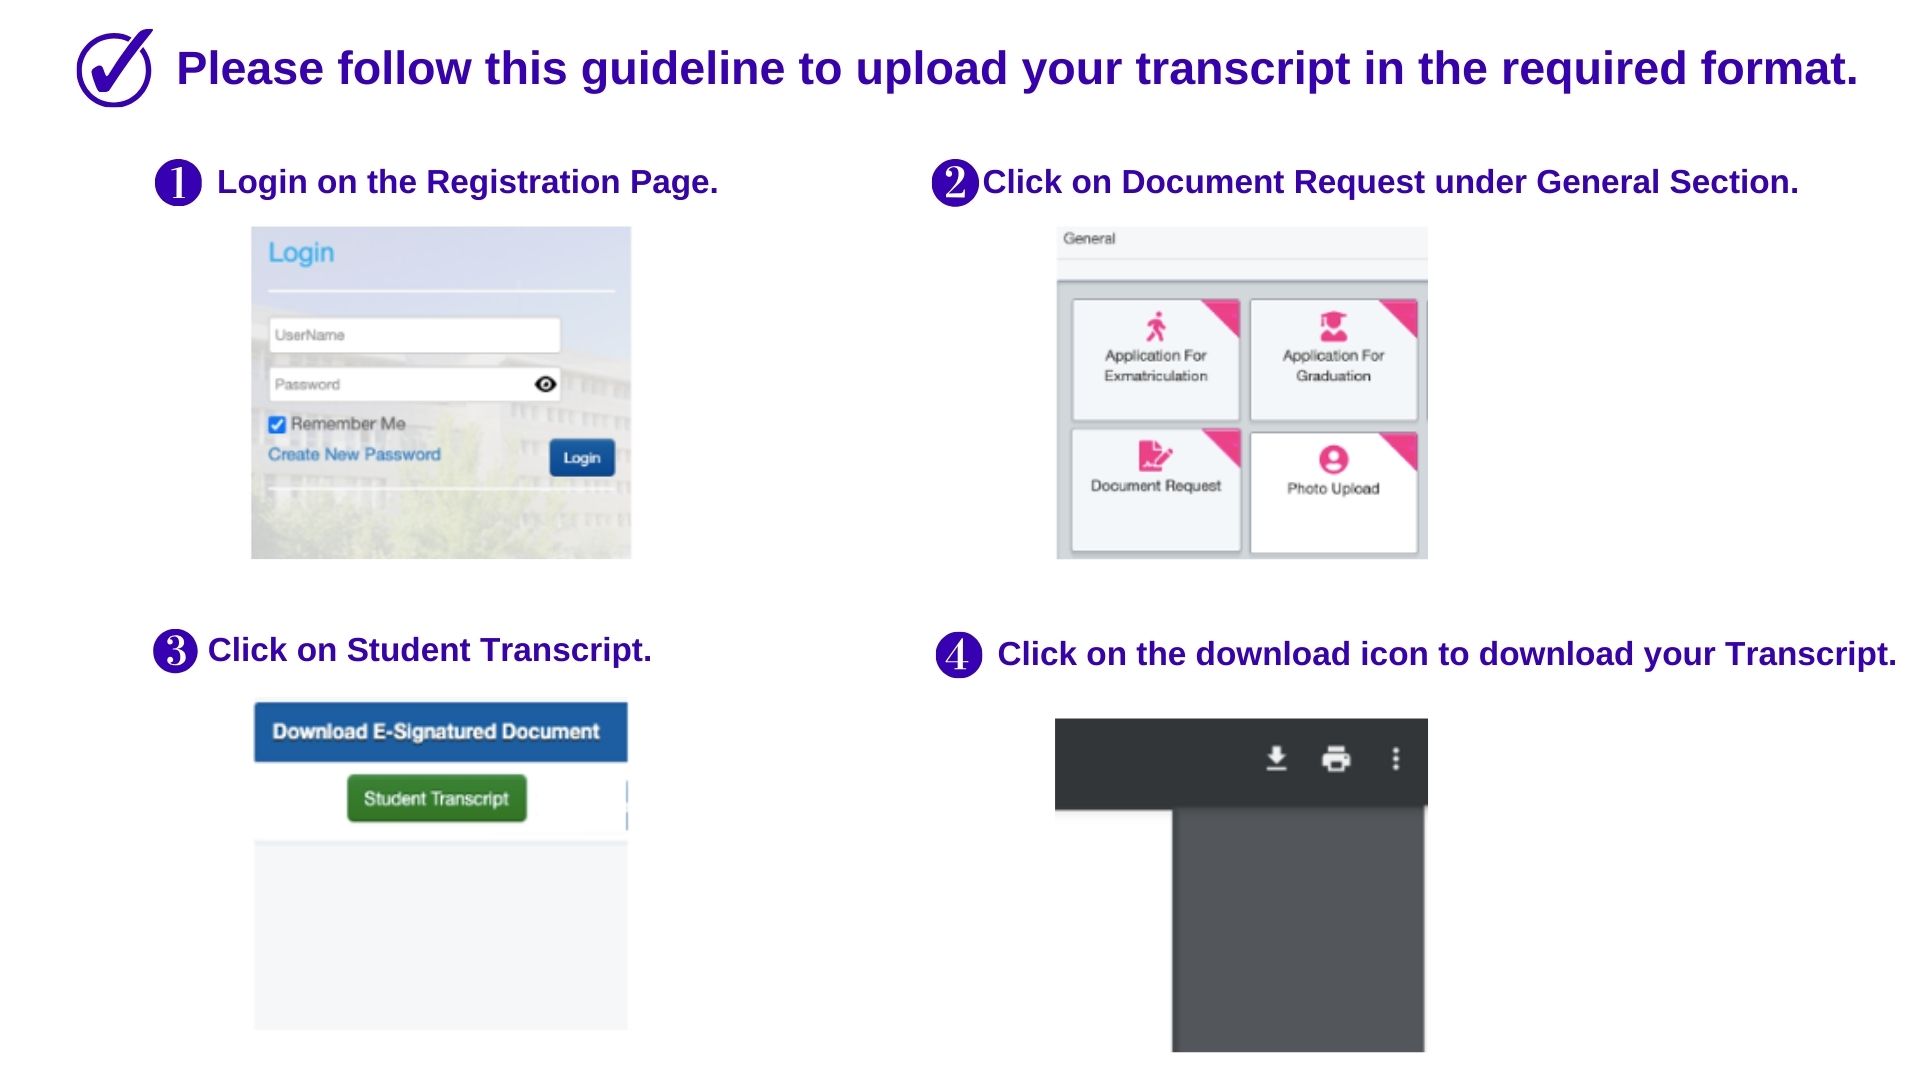 Please follow this guideline to upload your transcript in the required format.
1 Login on the Registration Page.
Login
UserName
Password
Remember Me
Create New Password
Login
2 Click on Document Request under General Section.
General
Application For
Exmatriculation
Application For
Graduation
Document Request
Photo Upload
3 Click on Student Transcript.
Download E-Signatured Document
Student Transcript
4 Click on the download icon to download your Transcript.